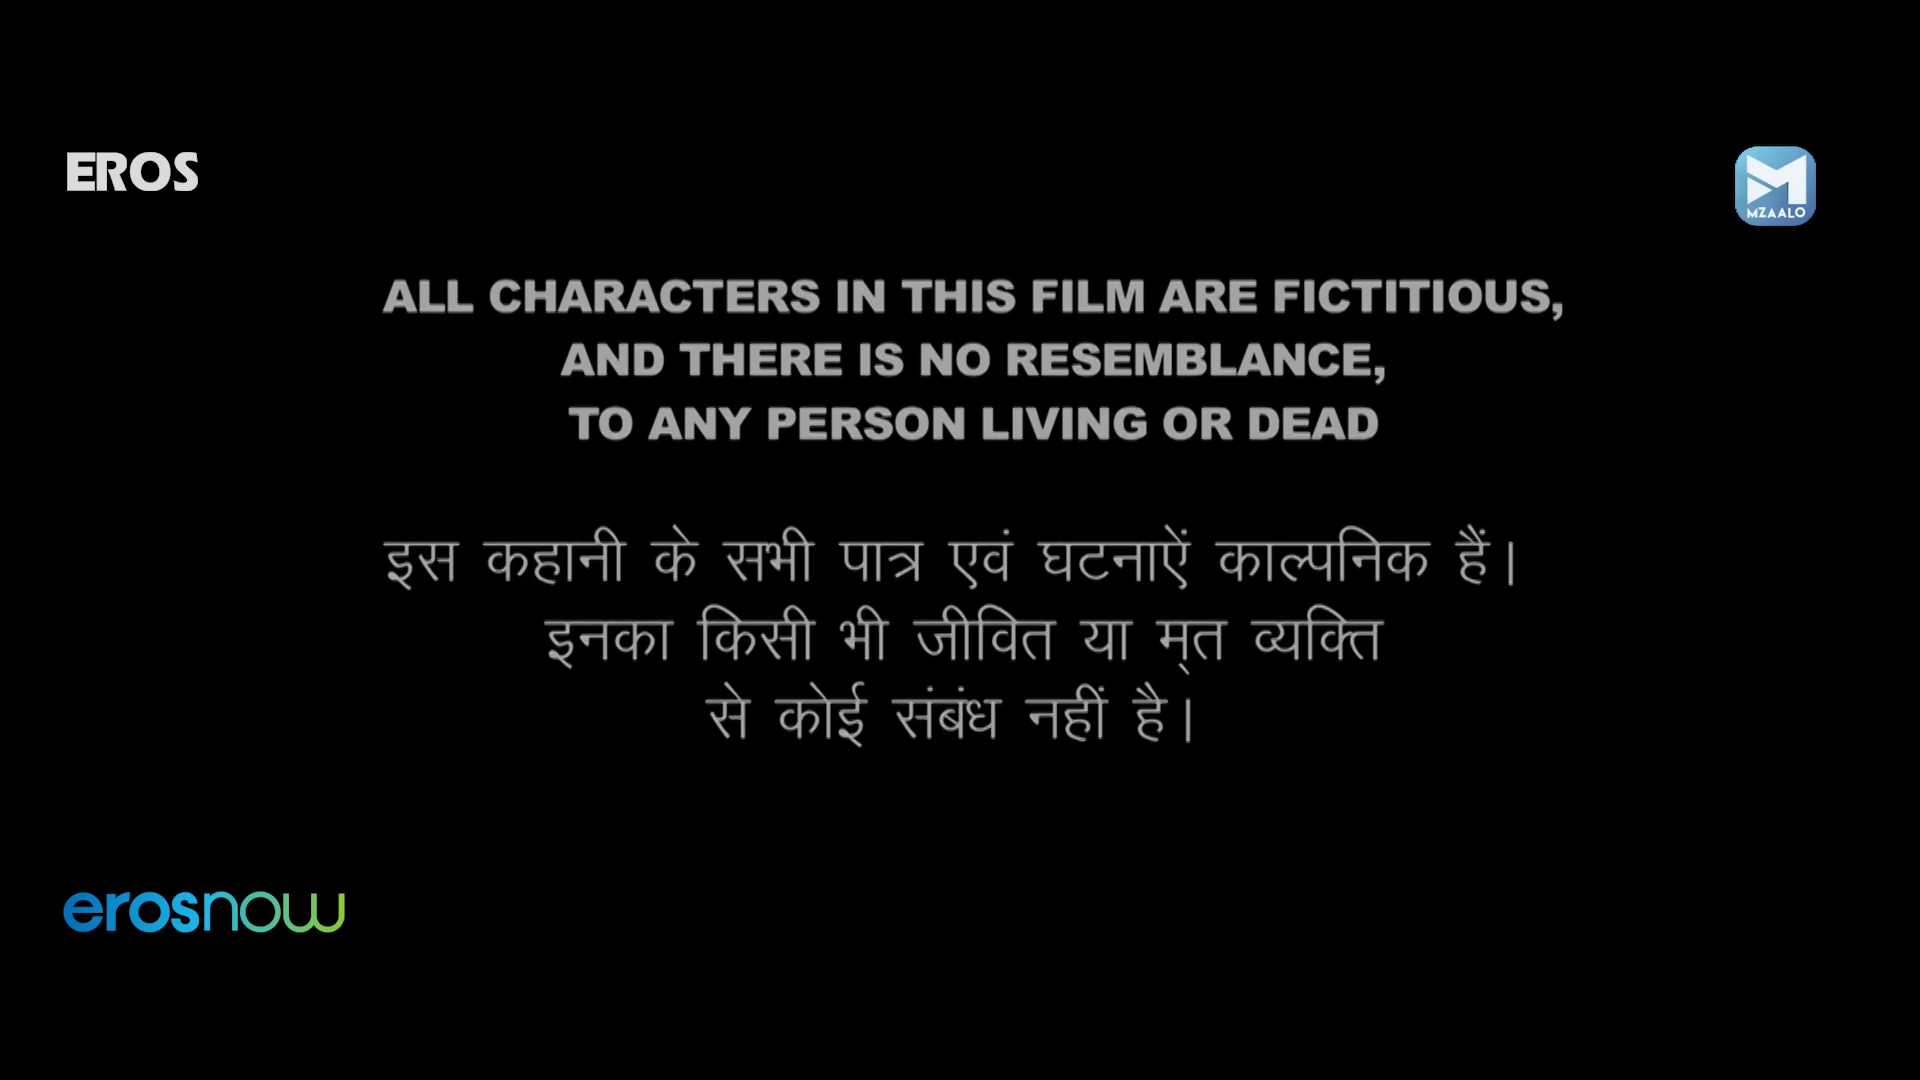 EROS
MZAALO
ALL CHARACTERS IN THIS FILM ARE FICTITIOUS,
AND THERE IS NO RESEMBLANCE,
TO ANY PERSON LIVING OR DEAD
इस कहानी के सभी पात्र एवं घटनाऐं काल्पनिक हैं।
इनका किसी भी जीवित या म्त व्यक्ति
से कोई संबंध नहीं है।
erosnow